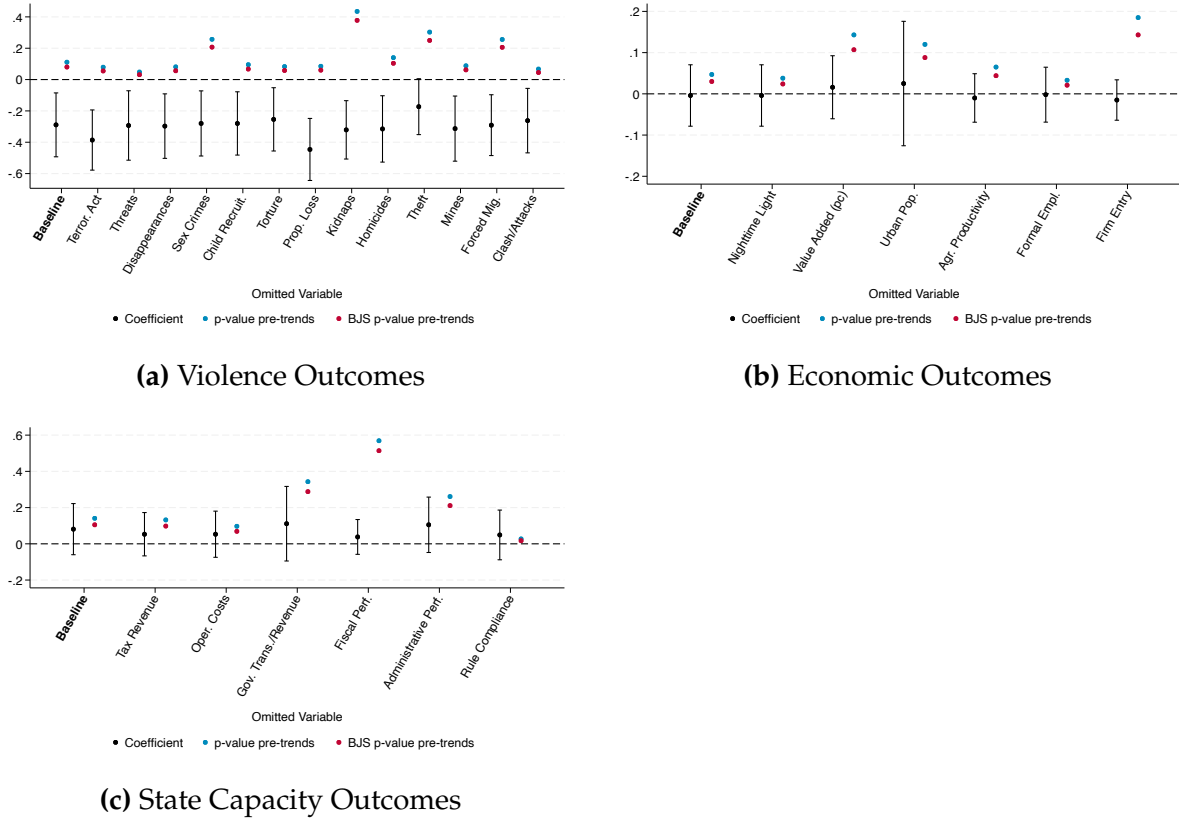 .4
.2
0
-.2
-.4
-.6
Baseline
Terror. Act
Threats
Disappearances
Sex Crimes
Child Recruit.
Torture
Prop. Loss
Kidnaps
Homicides
Theft
Mines
Forced Mig.
Clash/Attacks
Omitted Variable
Coefficient p-value pre-trends BJS p-value pre-trends
(a) Violence Outcomes
.2
.1
0
-.1
-.2
Baseline
Nighttime Light
Value Added (pc)
Urban Pop.
Agr. Productivity
Formal Empl.
Firm Entry
Omitted Variable
Coefficient p-value pre-trends BJS p-value pre-trends
(b) Economic Outcomes
.6
.4
.2
0
-.2
Baseline
Tax Revenue
Oper. Costs
Gov. Trans./Revenue
Fiscal Perf.
Administrative Perf.
Rule Compliance
Omitted Variable
Coefficient p-value pre-trends BJS p-value pre-trends
(c) State Capacity Outcomes